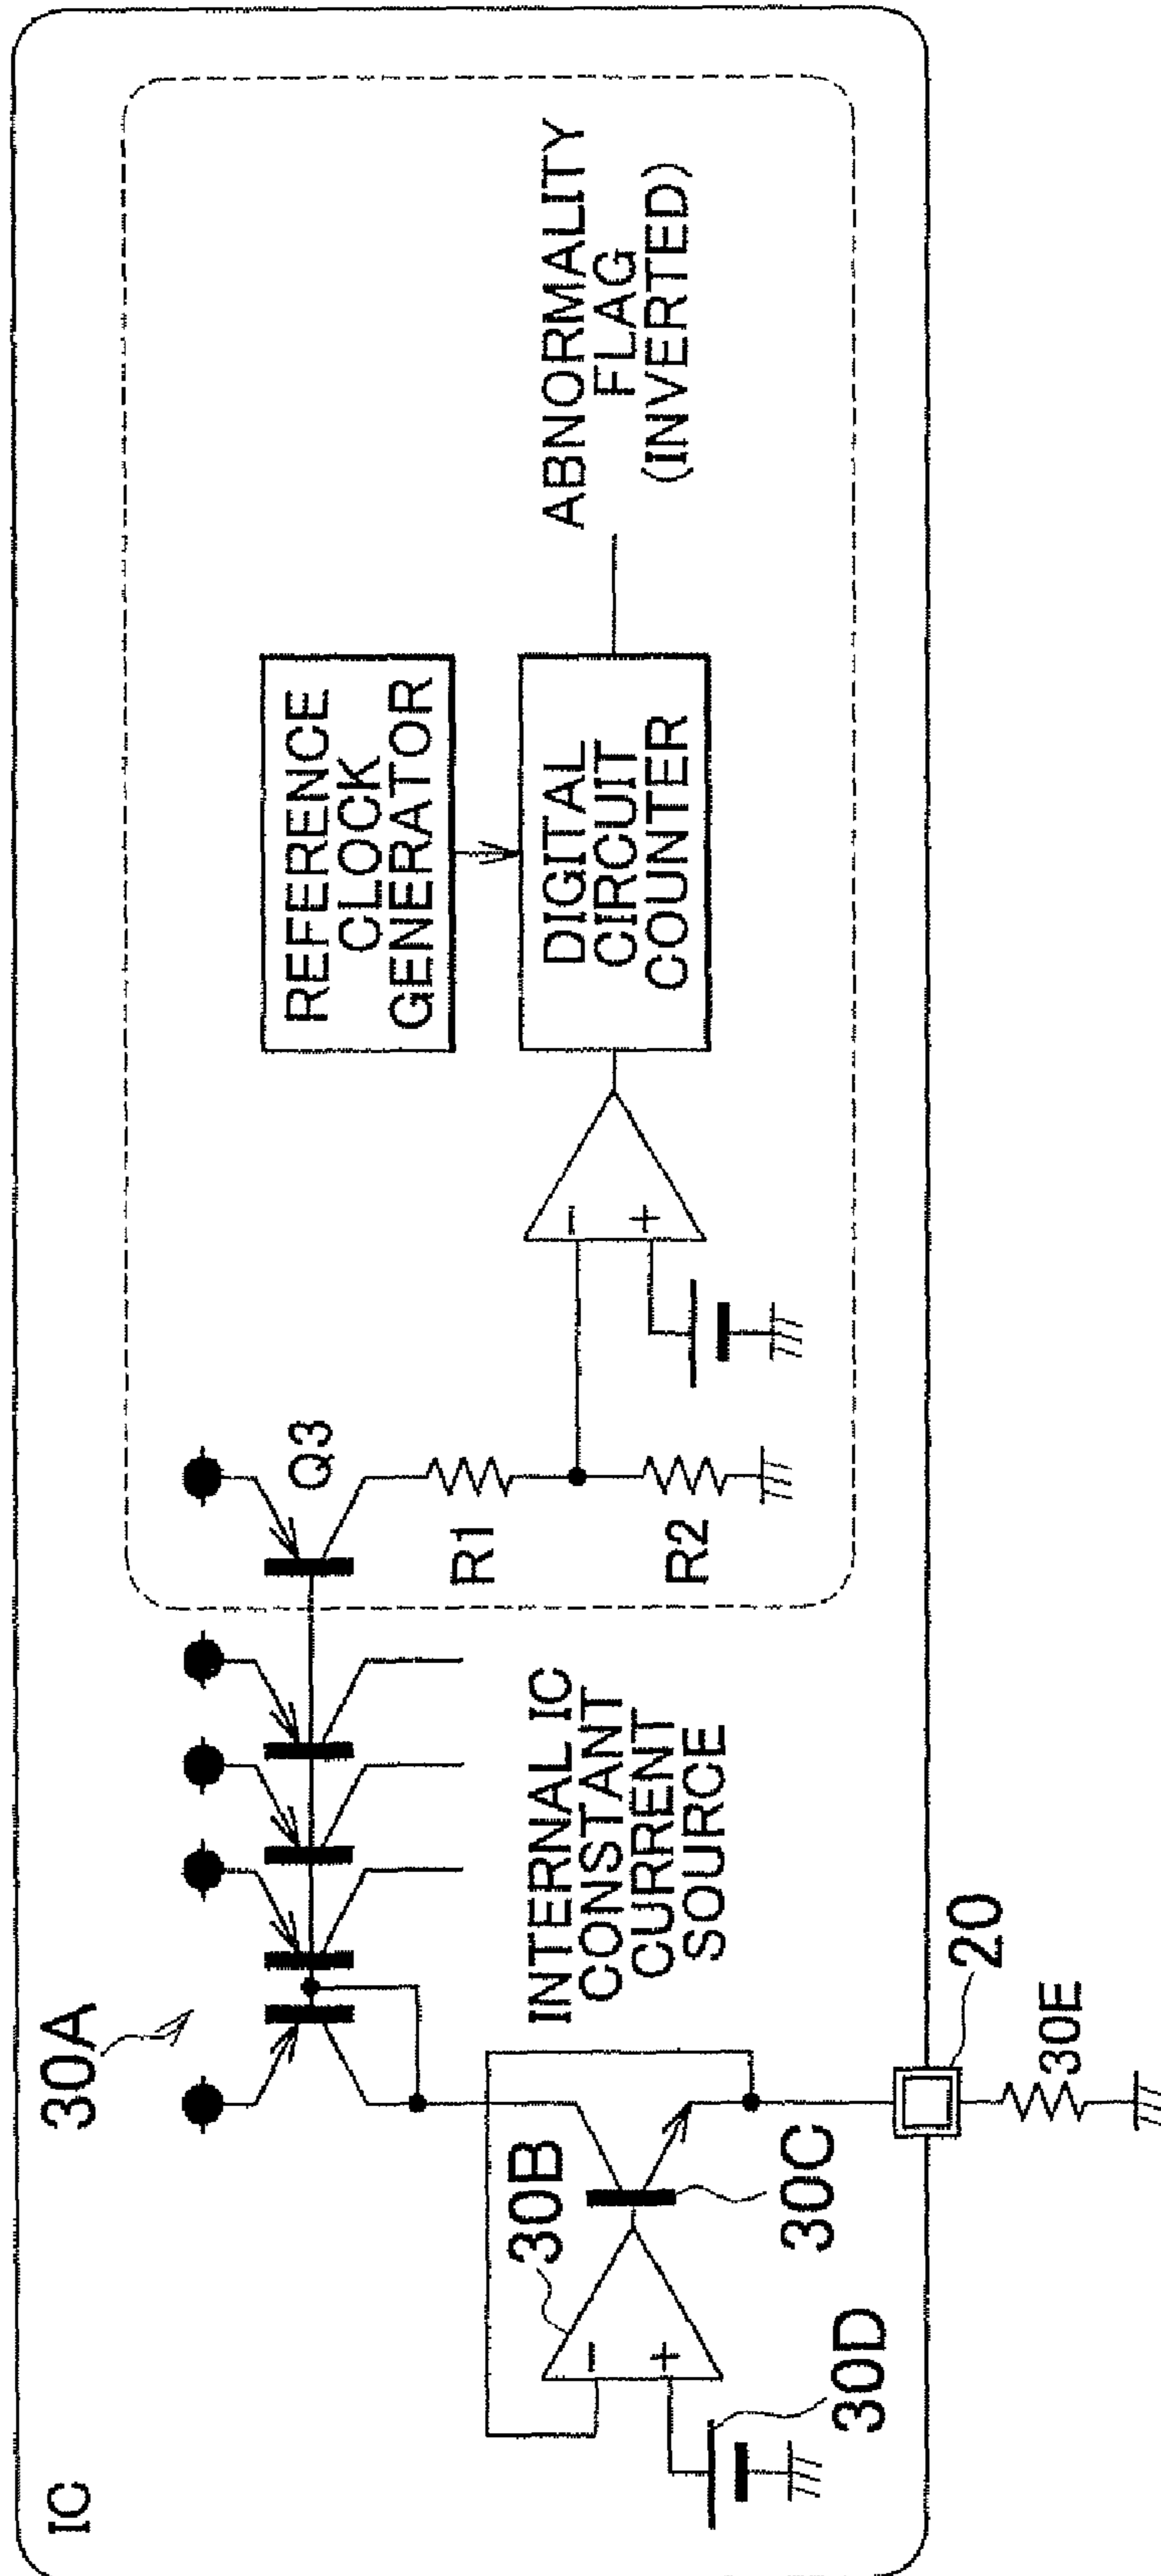 IC
30A
30B
30C
30D
20
30E
INTERNAL IC
CONSTANT
CURRENT
SOURCE
Q3
R1
R2
−
+
−
+
REFERENCE
CLOCK
GENERATOR
DIGITAL
CIRCUIT
COUNTER
ABNORMALITY
FLAG
(INVERTED)